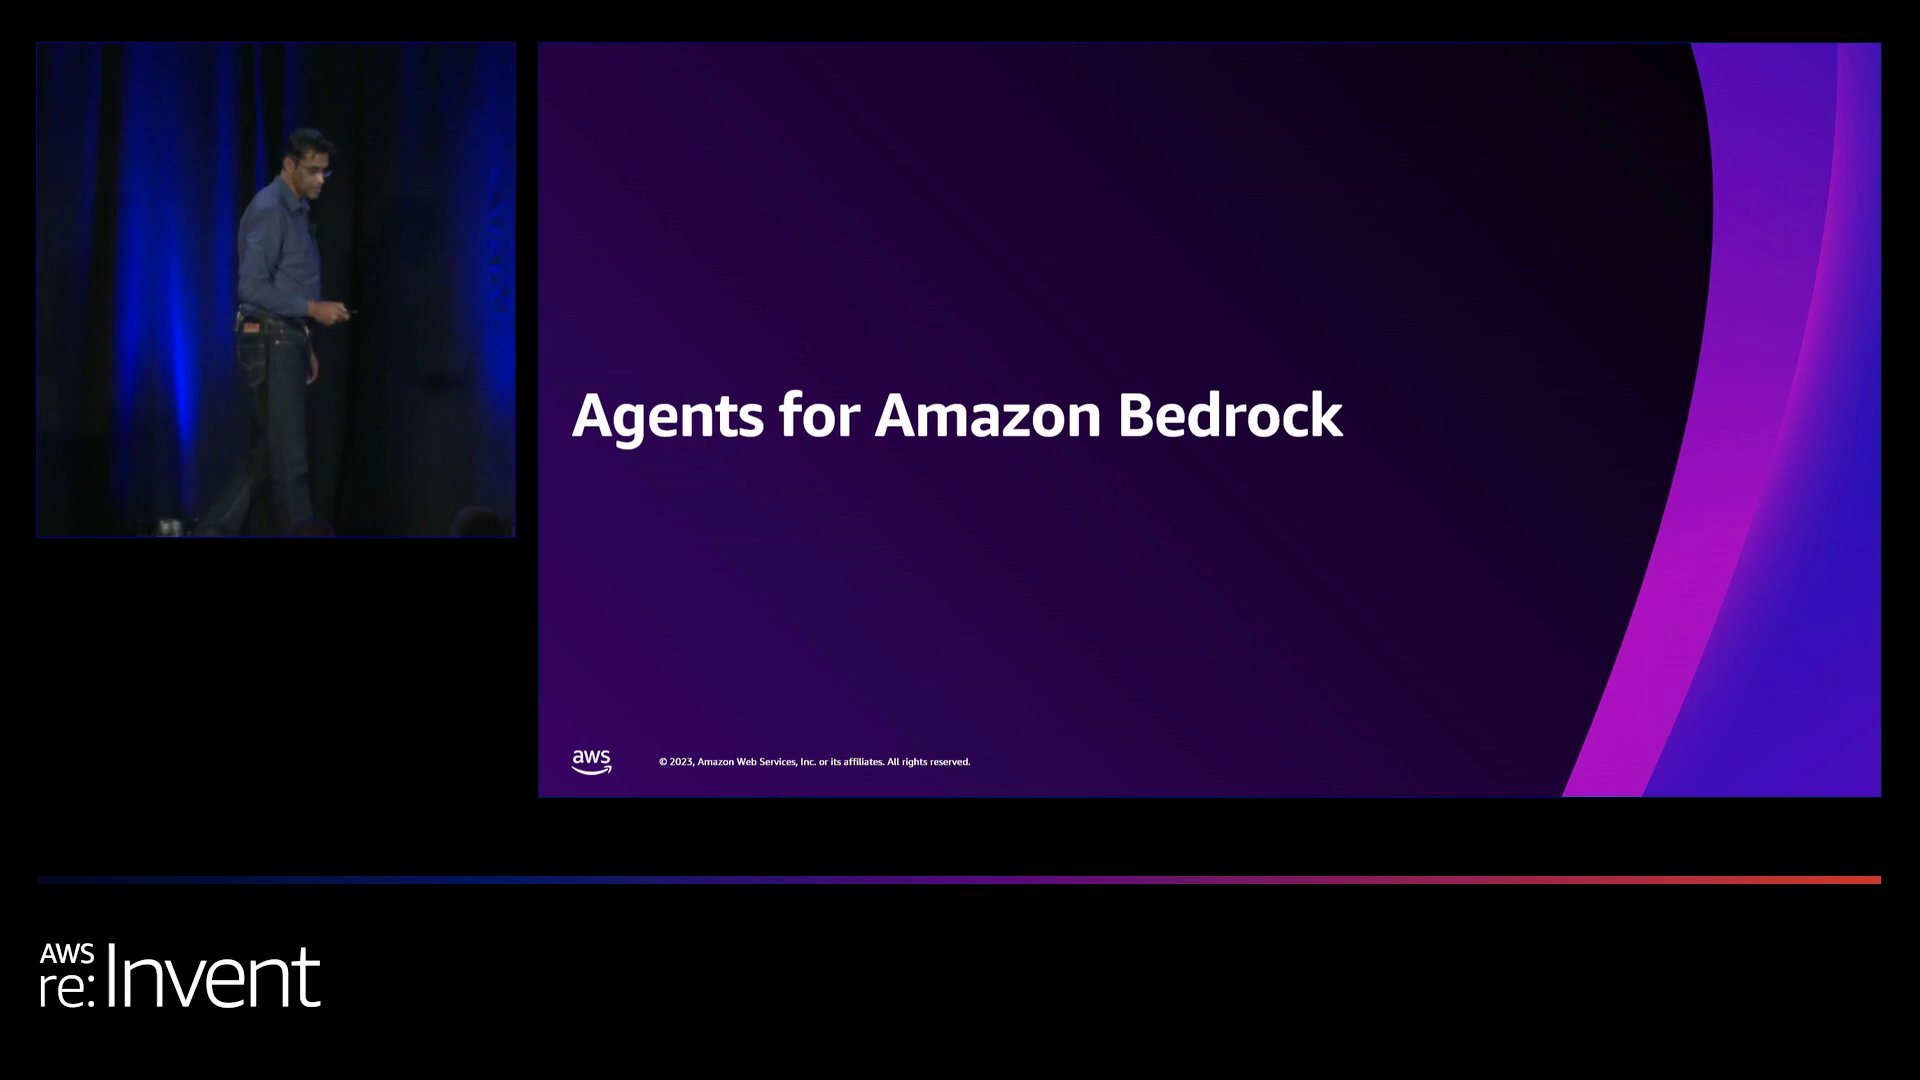 Agents for Amazon Bedrock
aws
© 2023, Amazon Web Services, Inc. or its affiliates. All rights reserved.
AWS
re:Invent